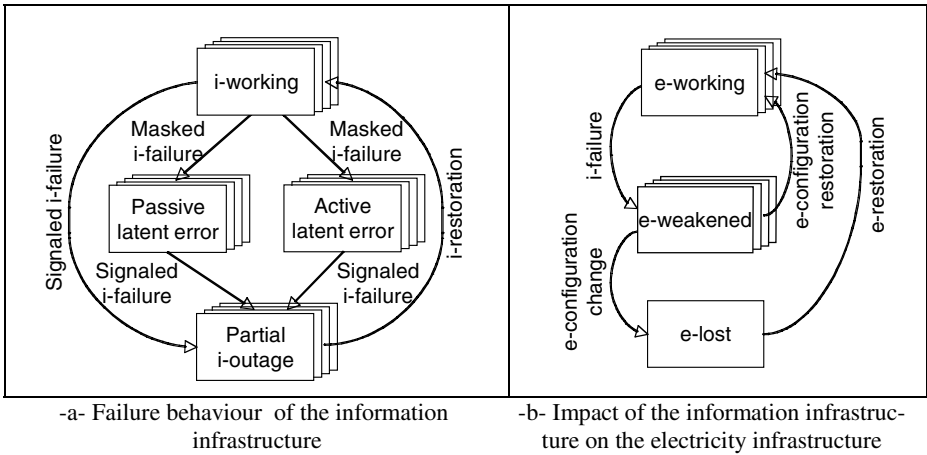 i-working
Masked
i-failure
Masked
i-failure
Signaled i-failure
i-restoration
Passive
latent error
Active
latent error
Signaled
i-failure
Signaled
i-failure
Partial
i-outage
-a- Failure behaviour of the information
infrastructure
e-working
i-failure
e-configuration
restoration
e-restoration
e-weakened
e-configuration
change
e-lost
-b- Impact of the information infrastruc-
ture on the electricity infrastructure